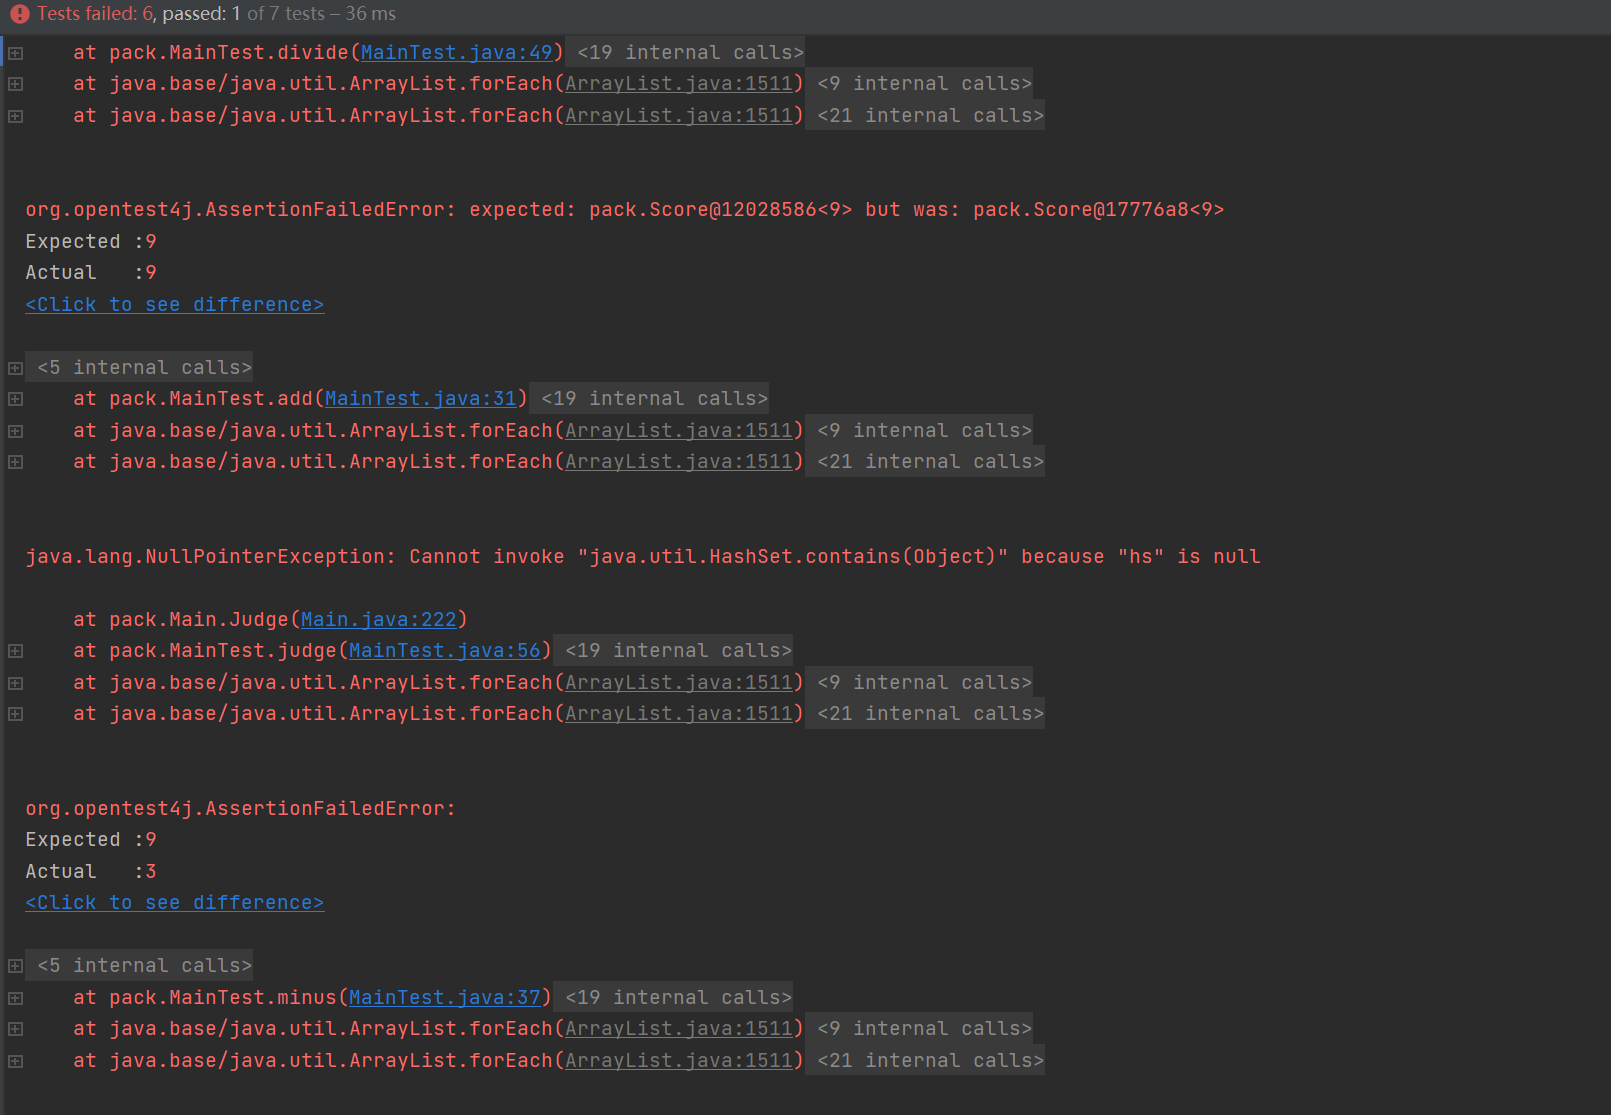 Tests failed: 6, passed: 1 of 7 tests – 36 ms
at pack.MainTest.divide(MainTest.java:49) <19 internal calls>
at java.base/java.util.ArrayList.forEach(ArrayList.java:1511) <9 internal calls>
at java.base/java.util.ArrayList.forEach(ArrayList.java:1511) <21 internal calls>
org.opentest4j.AssertionFailedError: expected: pack.Score@12028586<9> but was: pack.Score@17776a8<9>
Expected :9
Actual   :9
<Click to see difference>
<5 internal calls>
at pack.MainTest.add(MainTest.java:31) <19 internal calls>
at java.base/java.util.ArrayList.forEach(ArrayList.java:1511) <9 internal calls>
at java.base/java.util.ArrayList.forEach(ArrayList.java:1511) <21 internal calls>
java.lang.NullPointerException: Cannot invoke "java.util.HashSet.contains(Object)" because "hs" is null
at pack.Main.Judge(Main.java:222)
at pack.MainTest.judge(MainTest.java:56) <19 internal calls>
at java.base/java.util.ArrayList.forEach(ArrayList.java:1511) <9 internal calls>
at java.base/java.util.ArrayList.forEach(ArrayList.java:1511) <21 internal calls>
org.opentest4j.AssertionFailedError:
Expected :9
Actual   :3
<Click to see difference>
<5 internal calls>
at pack.MainTest.minus(MainTest.java:37) <19 internal calls>
at java.base/java.util.ArrayList.forEach(ArrayList.java:1511) <9 internal calls>
at java.base/java.util.ArrayList.forEach(ArrayList.java:1511) <21 internal calls>